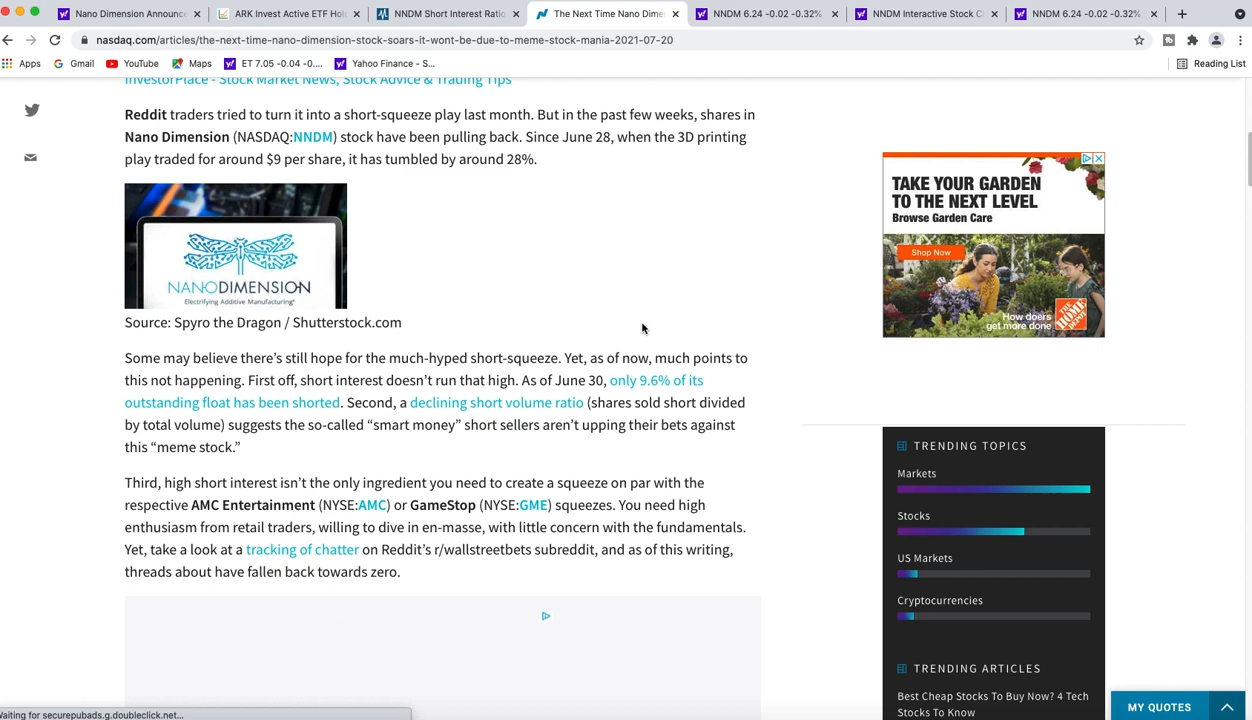 Nano Dimension Announce
ARK Invest Active ETF Hol
NNDM Short Interest Ratio
The Next Time Nano Dime
NNDM 6.24 -0.02 -0.32%
NNDM Interactive Stock C
NNDM 6.24 -0.02 -0.32%
nasdaq.com/articles/the-next-time-nano-dimension-stock-soars-it-wont-be-due-to-meme-stock-mania-2021-07-20
Apps
Gmail
YouTube
Maps
ET 7.05 -0.04 -0....
Yahoo Finance - S...
Reading List
InvestorPlace - Stock Market News, Stock Advice & Trading Tips
Reddit traders tried to turn it into a short-squeeze play last month. But in the past few weeks, shares in
Nano Dimension (NASDAQ:NNDM) stock have been pulling back. Since June 28, when the 3D printing
play traded for around $9 per share, it has tumbled by around 28%.
NANODIMENSION
Electrifying Additive Manufacturing®
Source: Spyro the Dragon / Shutterstock.com
Some may believe there's still hope for the much-hyped short-squeeze. Yet, as of now, much points to
this not happening. First off, short interest doesn't run that high. As of June 30, only 9.6% of its
outstanding float has been shorted. Second, a declining short volume ratio (shares sold short divided
by total volume) suggests the so-called “smart money” short sellers aren't upping their bets against
this “meme stock.”
Third, high short interest isn't the only ingredient you need to create a squeeze on par with the
respective AMC Entertainment (NYSE:AMC) or GameStop (NYSE:GME) squeezes. You need high
enthusiasm from retail traders, willing to dive in en-masse, with little concern with the fundamentals.
Yet, take a look at a tracking of chatter on Reddit's r/wallstreetbets subreddit, and as of this writing,
threads about have fallen back towards zero.
TAKE YOUR GARDEN
TO THE NEXT LEVEL
Browse Garden Care
Shop Now
THE HOME DEPOT
How doers
get more done
TRENDING TOPICS
Markets
Stocks
US Markets
Cryptocurrencies
TRENDING ARTICLES
Best Cheap Stocks To Buy Now? 4 Tech
Stocks To Know
MY QUOTES
Waiting for securepubads.g.doubleclick.net...